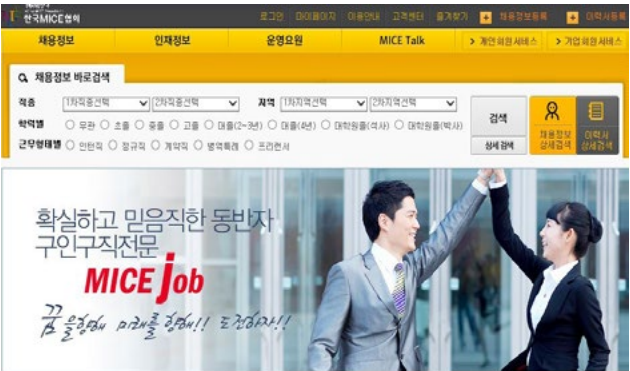 한국MICE협회
로그인 마이페이지 이용안내 고객센터 즐겨찾기 + 채용정보등록 + 이력서등록
채용정보 인재정보 운영요원 MICE Talk > 개인회원서비스 > 기업회원서비스
채용정보 바로검색
직종 1차직종선택 2차직종선택 지역 1차지역선택 2차지역선택
학력별 무관 초졸 중졸 고졸 대졸(2~3년) 대졸(4년) 대학원졸(석사) 대학원졸(박사)
근무형태별 인턴직 정규직 계약직 병역특례 프리랜서
검색
상세검색
채용정보
상세검색
이력서
상세검색
확실하고 믿음직한 동반자
구인구직전문
MICE Job
꿈을향해 미래를 향해!! 도전하자!!